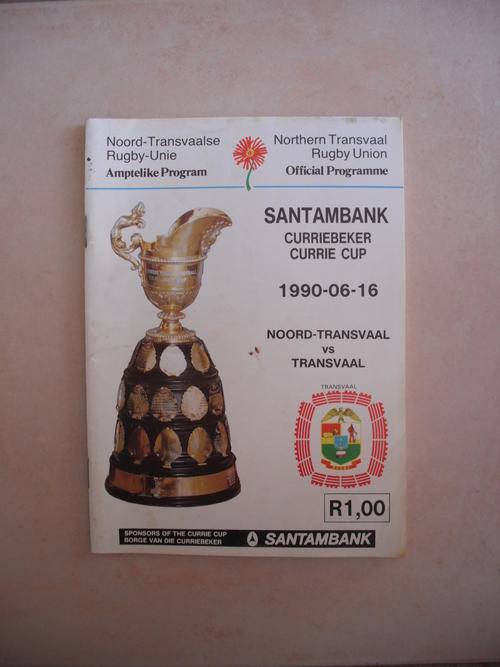 Noord-Transvaalse
Rugby-Unie
Amptelike Program
Northern Transvaal
Rugby Union
Official Programme
SANTAMBANK
CURRIEBEKER
CURRIE CUP
1990-06-16
NOORD-TRANSVAAL
vs
TRANSVAAL
TRANSVAAL
RUGBY
R1,00
SPONSORS OF THE CURRIE CUP
BORGE VAN DIE CURRIEBEKER
SANTAMBANK